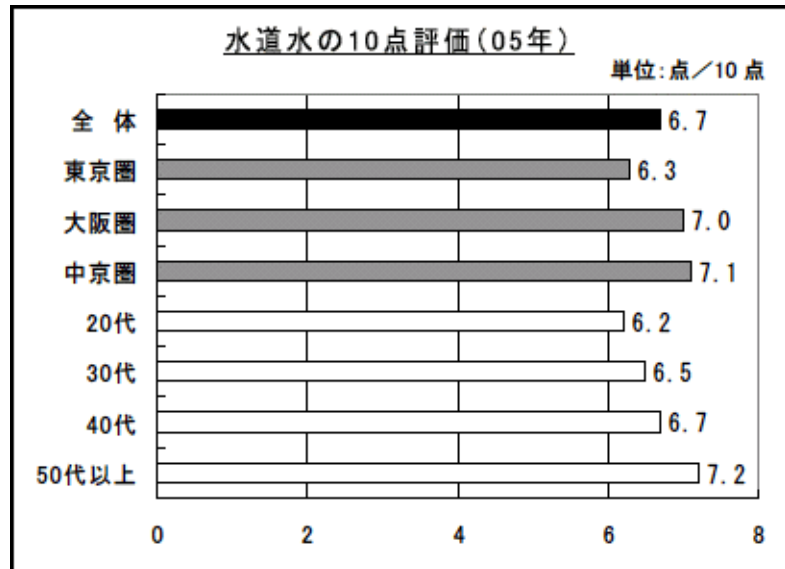 水道水の10点評価(05年)
単位:点／10 点
全 体 6.7
東京圏 6.3
大阪圏 7.0
中京圏 7.1
20代 6.2
30代 6.5
40代 6.7
50代以上 7.2
0 2 4 6 8